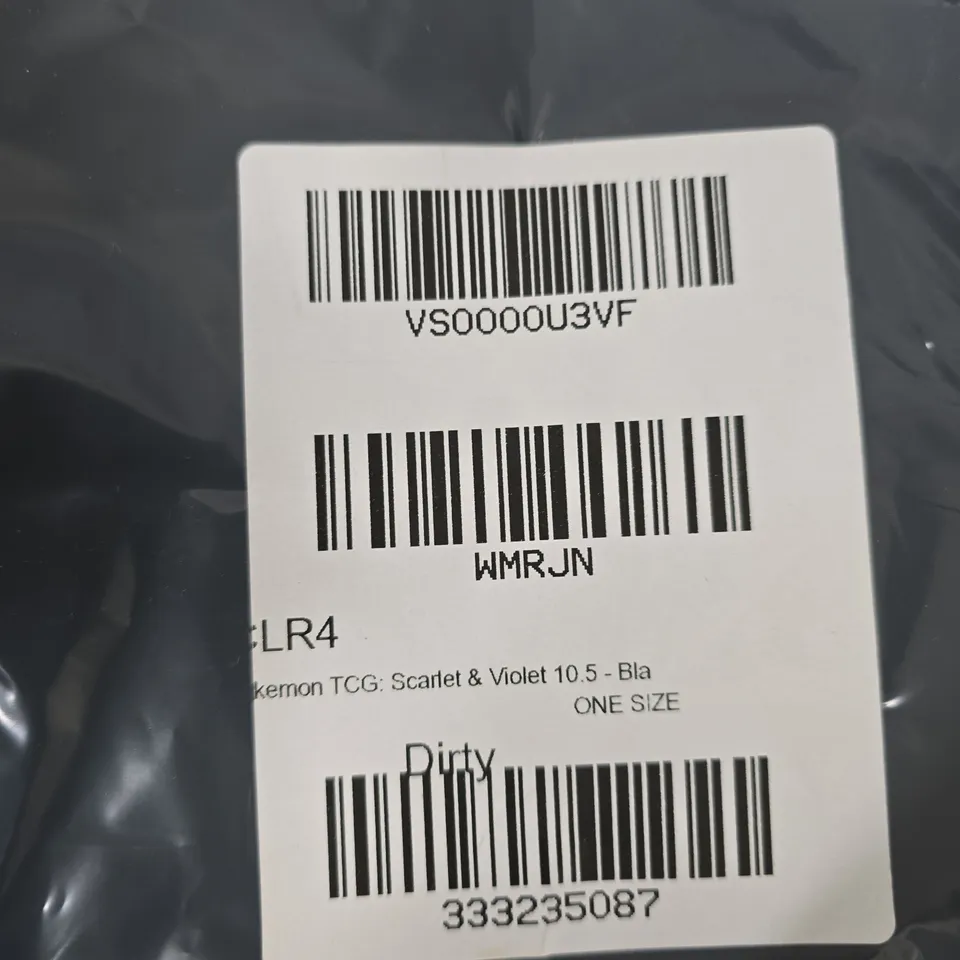 VS0000U3VF
WMRJN
LR4
kemon TCG: Scarlet & Violet 10.5 - Bla
ONE SIZE
Dirty
333235087